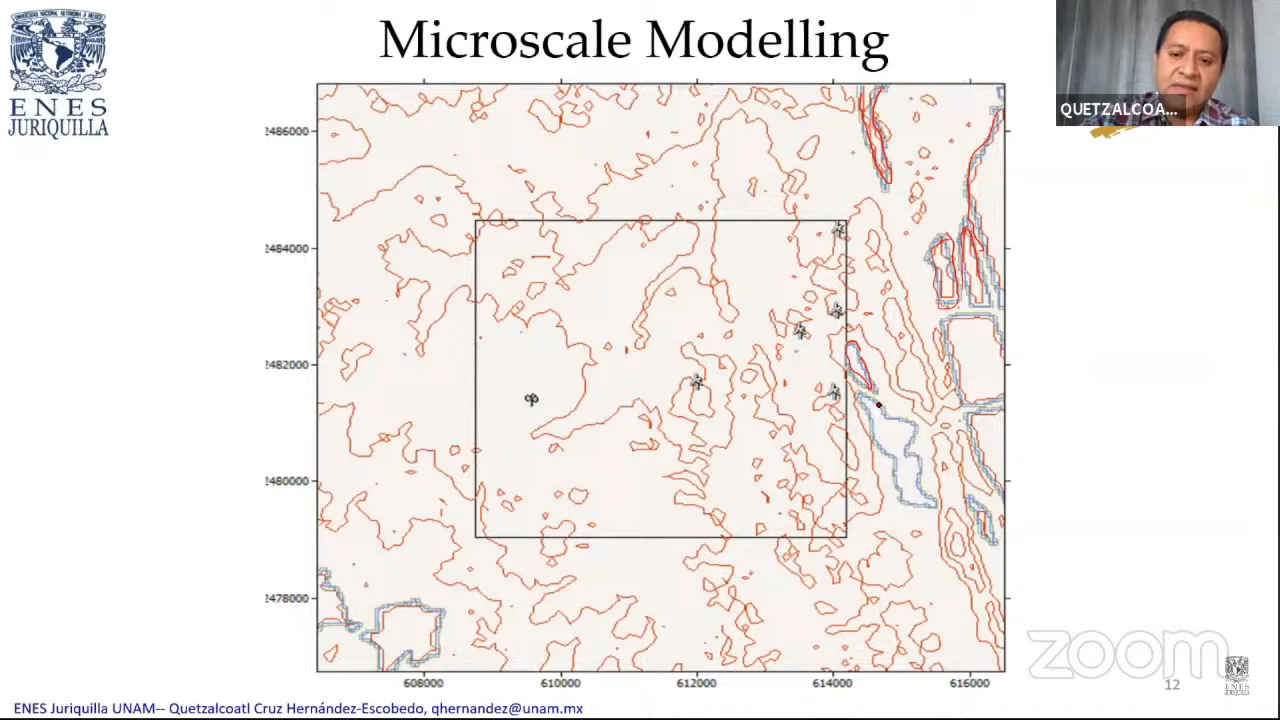 Microscale Modelling
ENES
JURIQUILLA
QUETZALCOA...
2486000
2484000
2482000
2480000
2478000
608000
610000
612000
614000
616000
zoom
12
ENES Juriquilla UNAM-- Quetzalcoatl Cruz Hernández-Escobedo, qhernandez@unam.mx